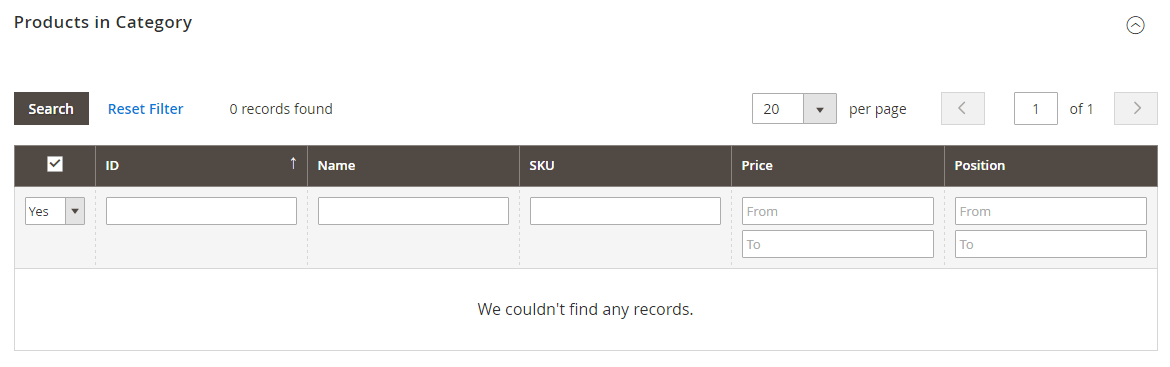 Products in Category
Search Reset Filter 0 records found 20 per page 1 of 1
ID Name SKU Price Position
Yes From From
To To
We couldn't find any records.